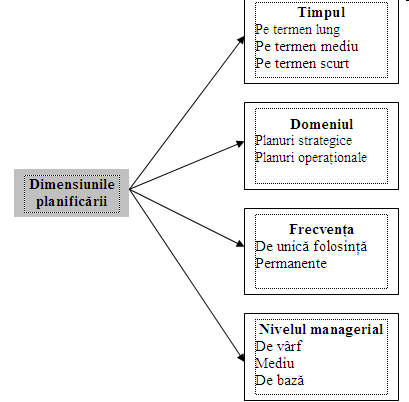 Timpul
Pe termen lung
Pe termen mediu
Pe termen scurt
Domeniul
Planuri strategice
Planuri operaționale
Dimensiunile
planificării
Frecvența
De unică folosință
Permanente
Nivelul managerial
De vârf
Mediu
De bază